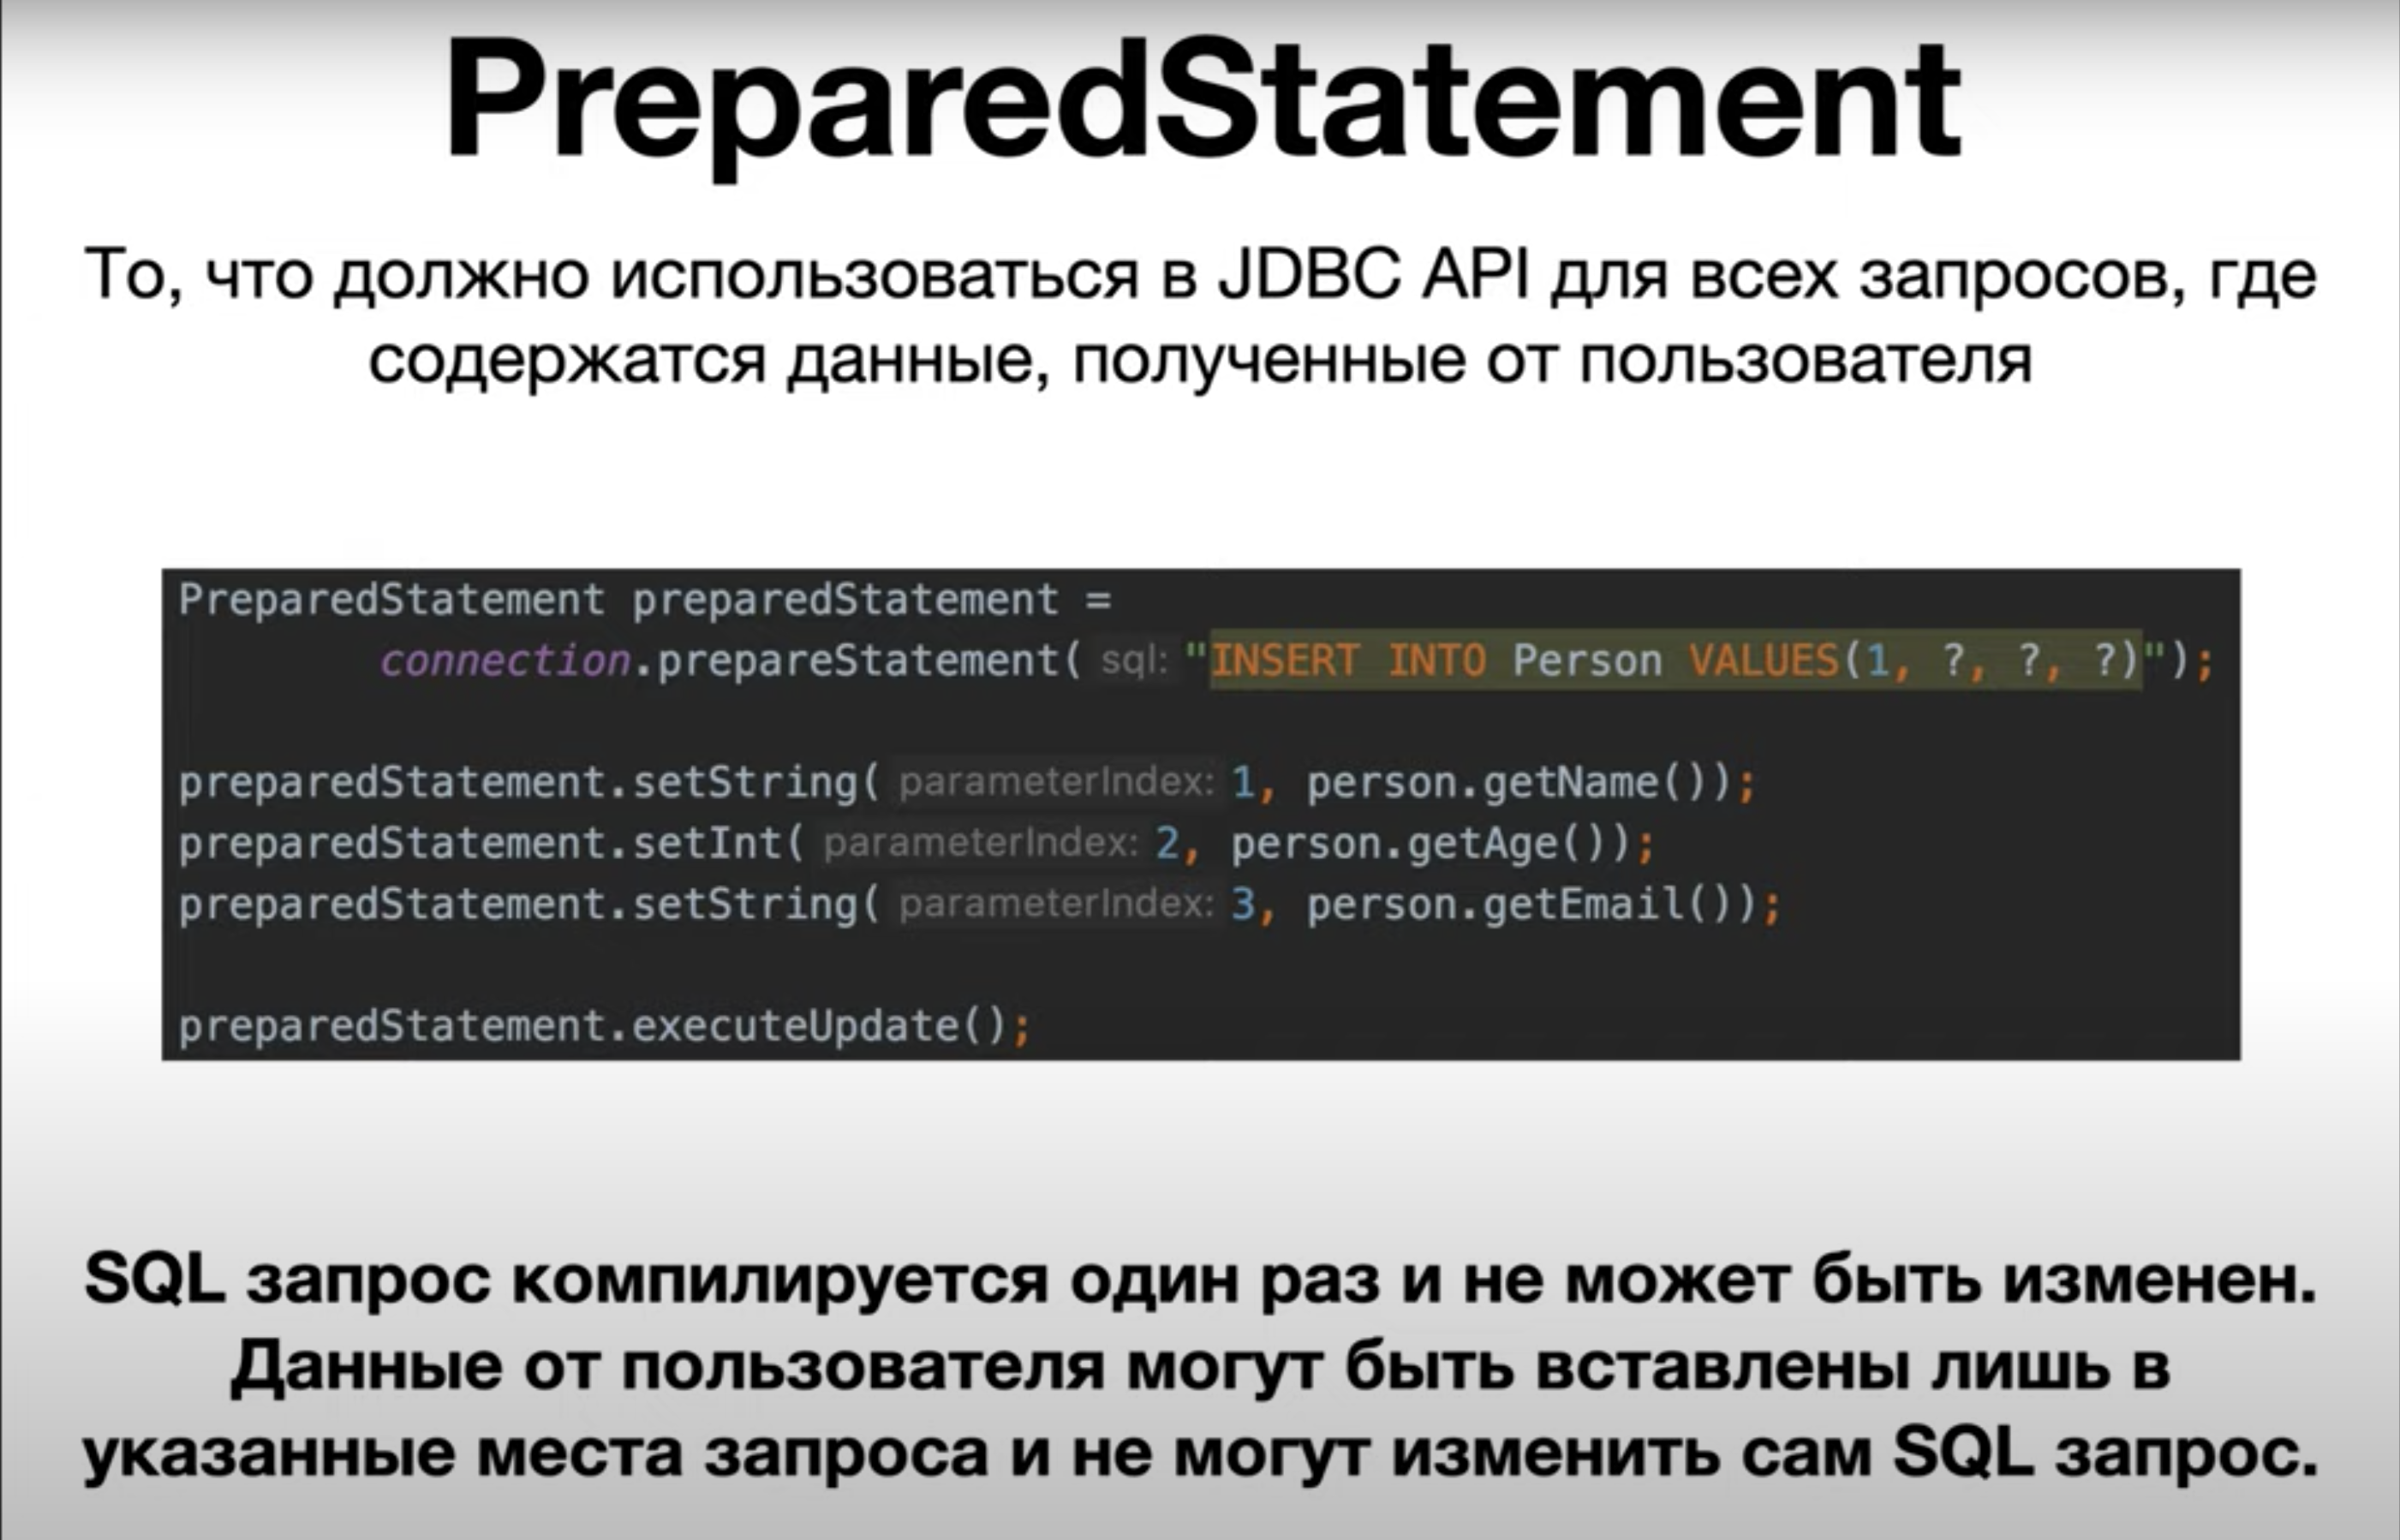 PreparedStatement
То, что должно использоваться в JDBC API для всех запросов, где
содержатся данные, полученные от пользователя
PreparedStatement preparedStatement =
connection.prepareStatement( sql: "INSERT INTO Person VALUES(1, ?, ?, ?)");
preparedStatement.setString( parameterIndex: 1, person.getName());
preparedStatement.setInt( parameterIndex: 2, person.getAge());
preparedStatement.setString( parameterIndex: 3, person.getEmail());
preparedStatement.executeUpdate();
SQL запрос компилируется один раз и не может быть изменен.
Данные от пользователя могут быть вставлены лишь в
указанные места запроса и не могут изменить сам SQL запрос.